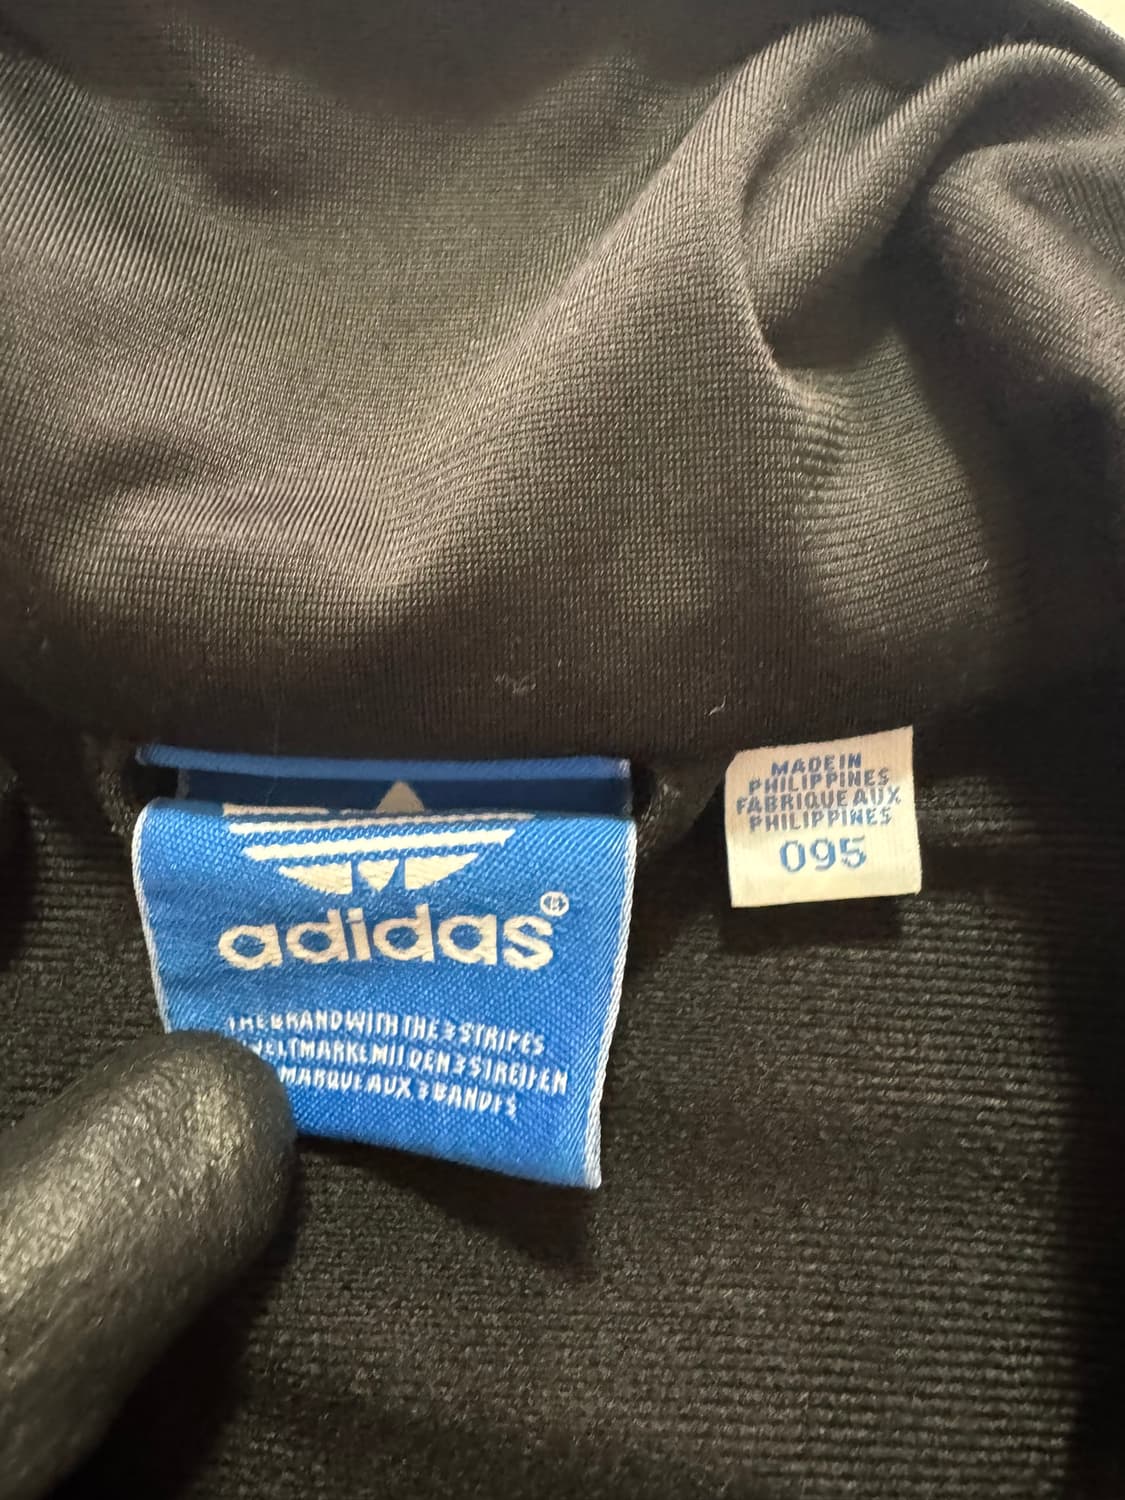 adidas®
THE BRAND WITH THE 3 STRIPES
WELTMARKE MIT DEN 3 STREIFEN
MARQUE AUX 3 BANDES
MADE IN
PHILIPPINES
FABRIQUE AUX
PHILIPPINES
095